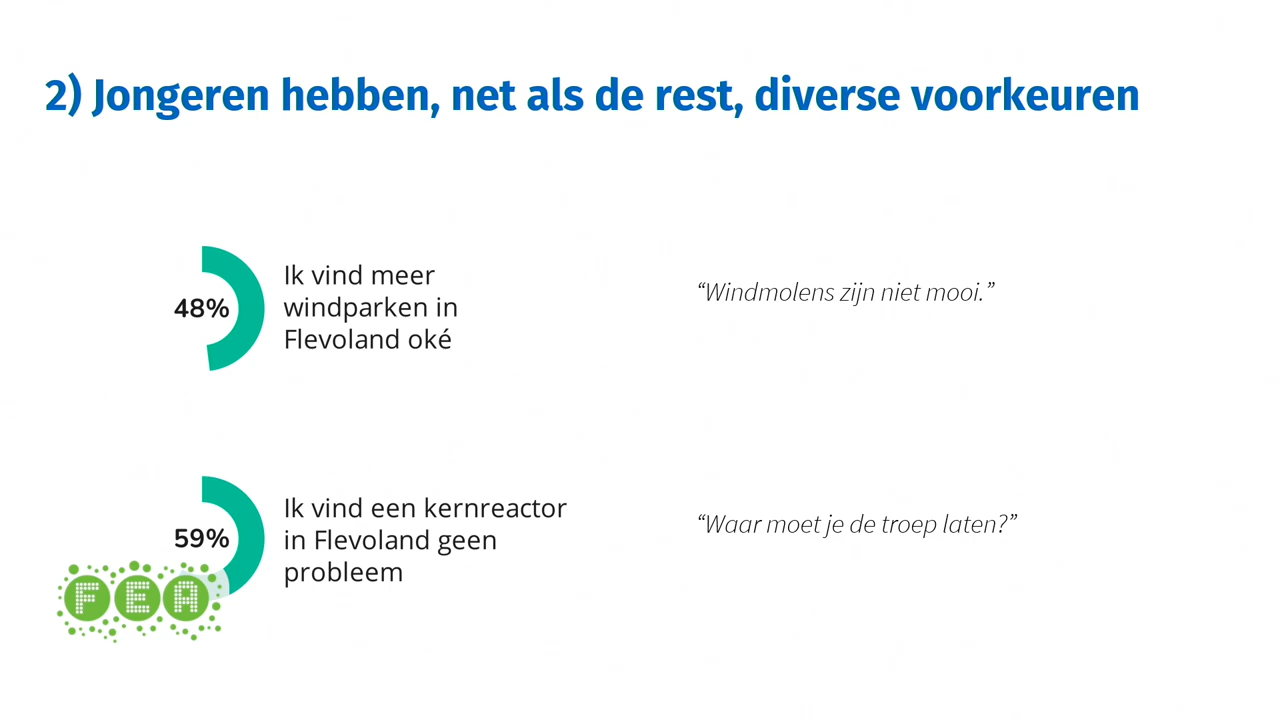 2) Jongeren hebben, net als de rest, diverse voorkeuren
48%
Ik vind meer
windparken in
Flevoland oké
“Windmolens zijn niet mooi.”
59%
Ik vind een kernreactor
in Flevoland geen
probleem
“Waar moet je de troep laten?”
FEA